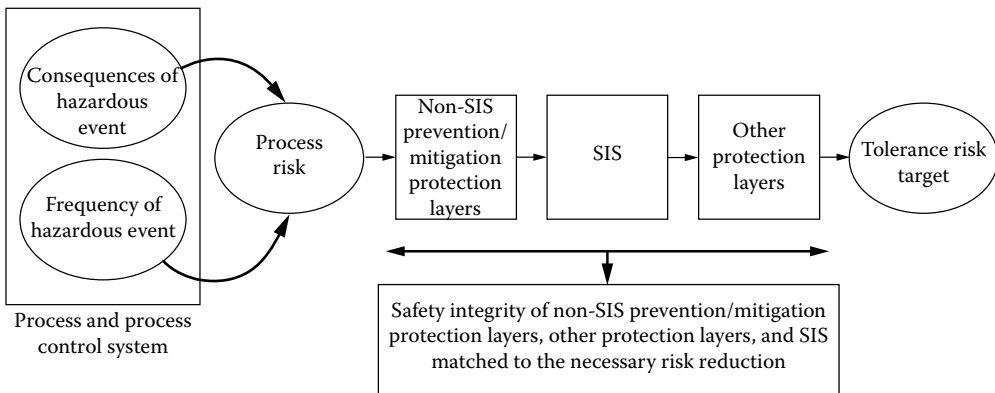 Consequences of
hazardous
event
Frequency of
hazardous event
Process and process
control system
Process
risk
Non-SIS
prevention/
mitigation
protection
layers
SIS
Other
protection
layers
Tolerance risk
target
Safety integrity of non-SIS prevention/mitigation
protection layers, other protection layers, and SIS
matched to the necessary risk reduction